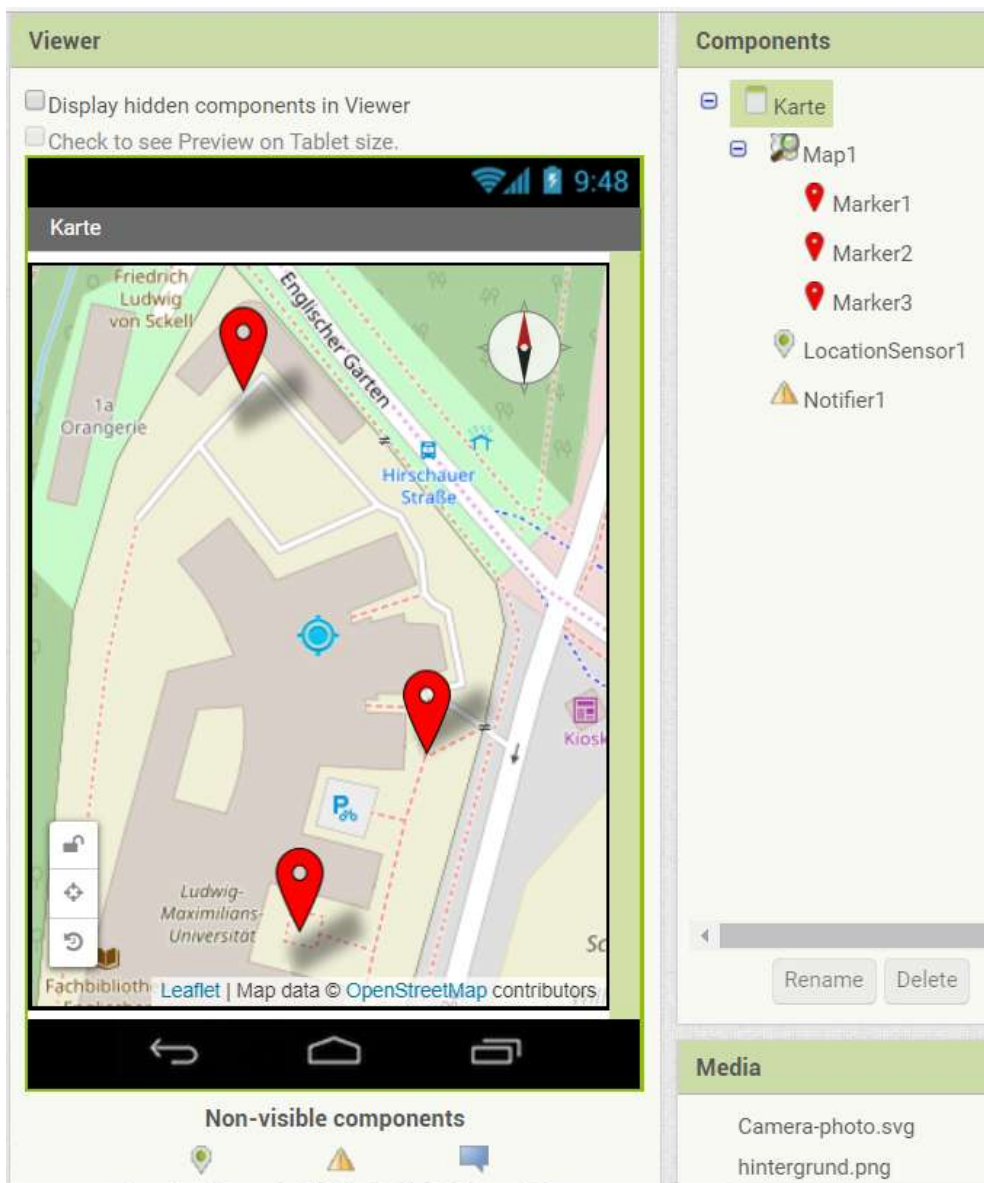 Viewer
Display hidden components in Viewer
Check to see Preview on Tablet size.
9:48
Karte
Friedrich
Ludwig
von Sckell
1a
Orangerie
Englischer Garten
Hirschauer
Straße
Kiosk
P
Ludwig-
Maximilians-
Universität
Sc
Fachbiblioth
Leaflet | Map data © OpenStreetMap contributors
Non-visible components
Components
Karte
Map1
Marker1
Marker2
Marker3
LocationSensor1
Notifier1
Rename
Delete
Media
Camera-photo.svg
hintergrund.png